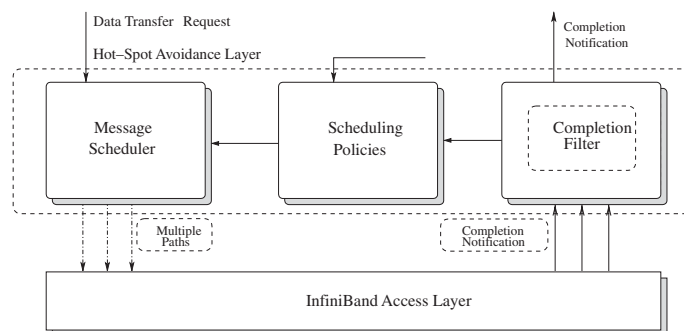 Data Transfer Request
Completion
Notification
Hot–Spot Avoidance Layer
Message
Scheduler
Scheduling
Policies
Completion
Filter
Multiple
Paths
Completion
Notification
InfiniBand Access Layer